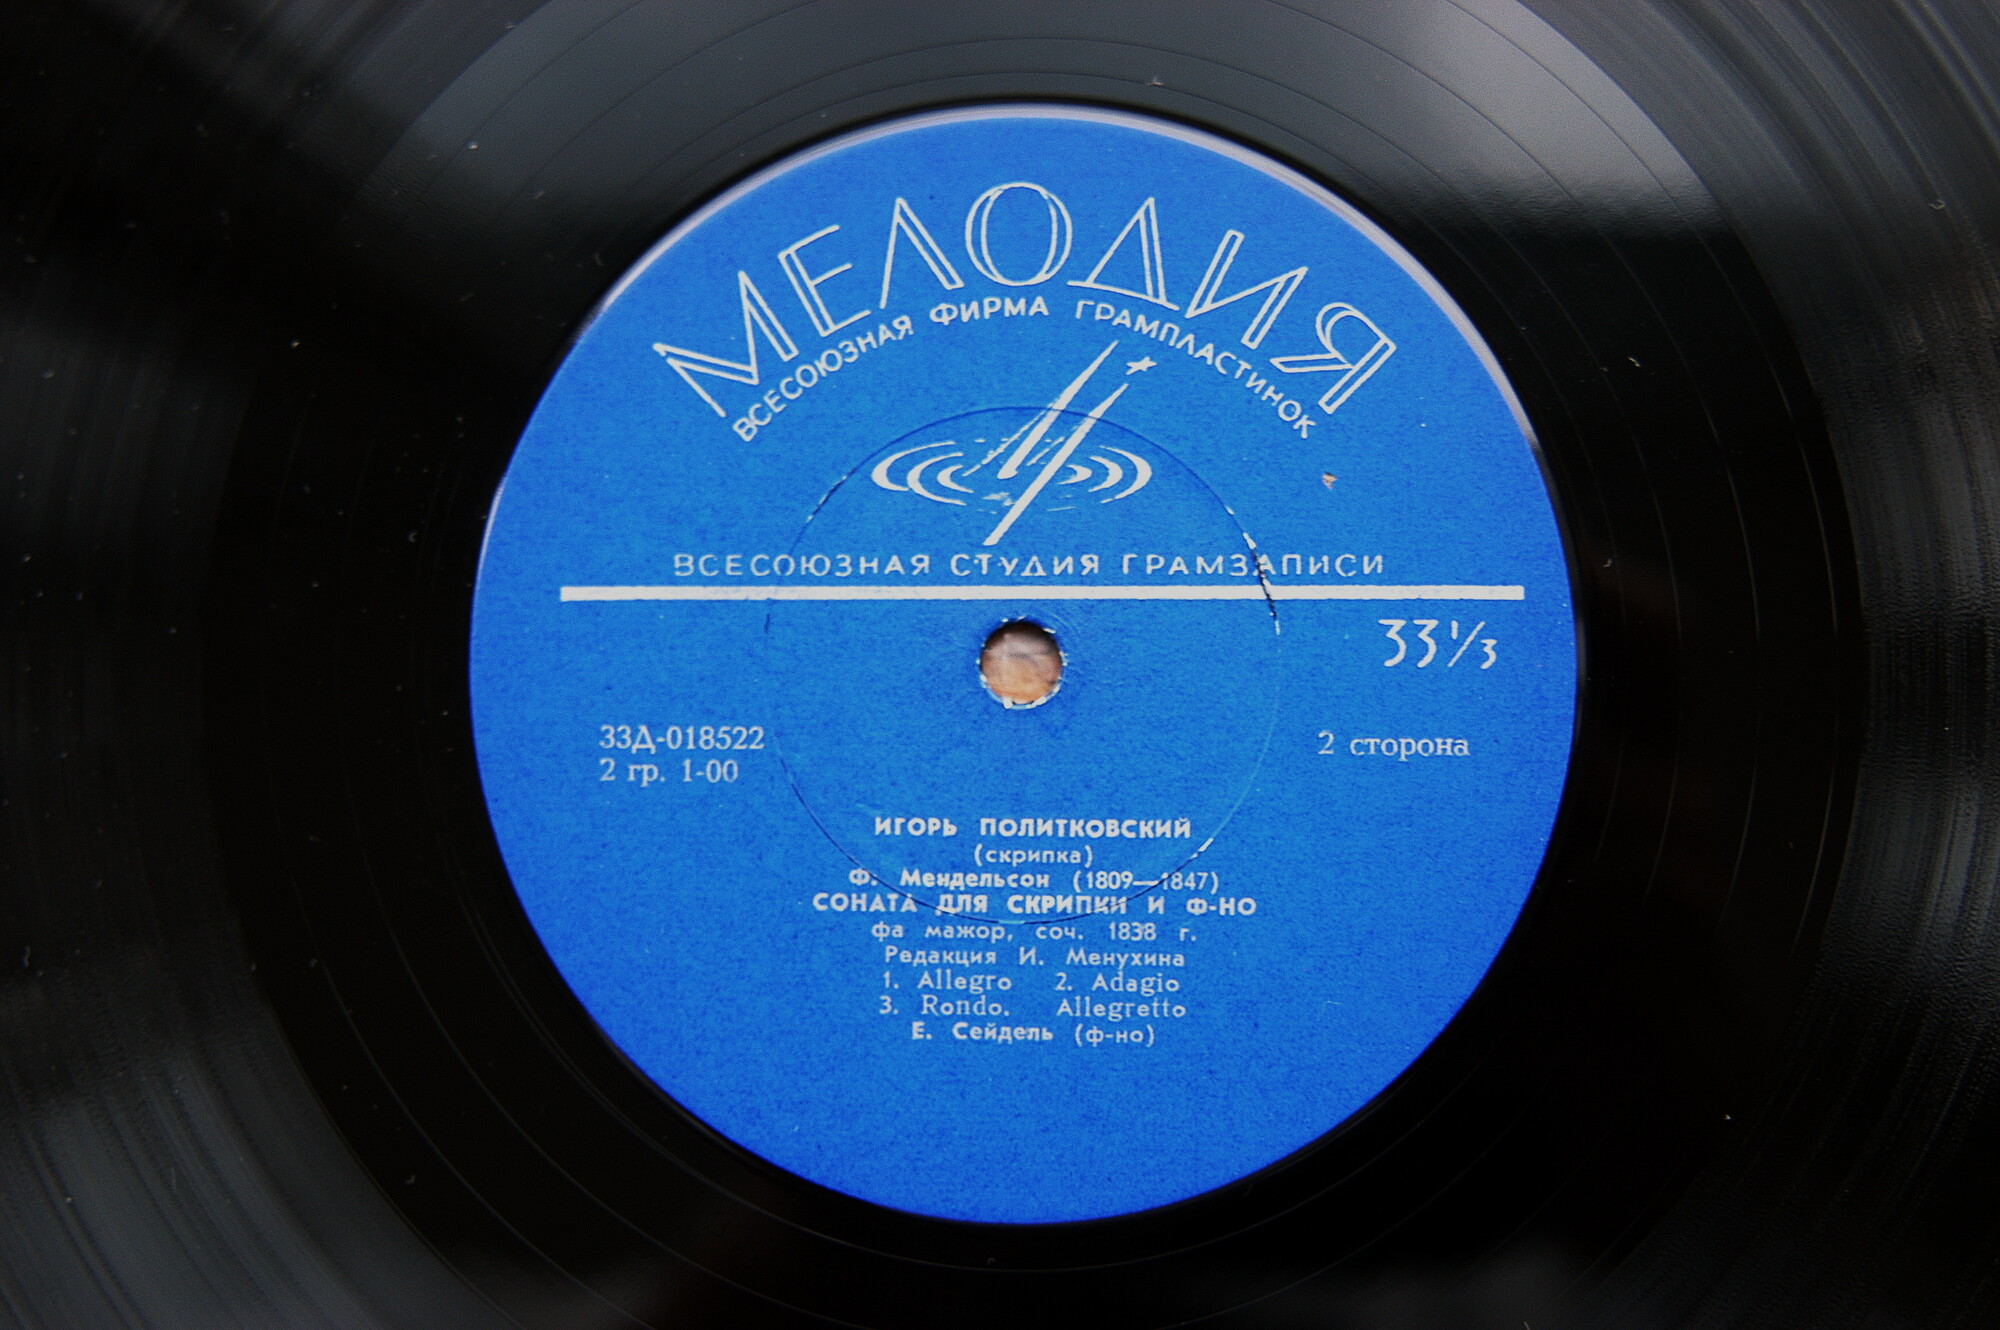 МЕЛОДИЯ
ВСЕСОЮЗНАЯ ФИРМА ГРАМПЛАСТИНОК
ВСЕСОЮЗНАЯ СТУДИЯ ГРАМЗАПИСИ
33 1/3
33Д-018522
2 гр. 1-00
2 сторона
ИГОРЬ ПОЛИТКОВСКИЙ
(скрипка)
Ф. Мендельсон (1809—1847)
СОНАТА ДЛЯ СКРИПКИ И Ф-НО
фа мажор, соч. 1838 г.
Редакция И. Менухина
1. Allegro 2. Adagio
3. Rondo. Allegretto
Е. Сейдель (ф-но)